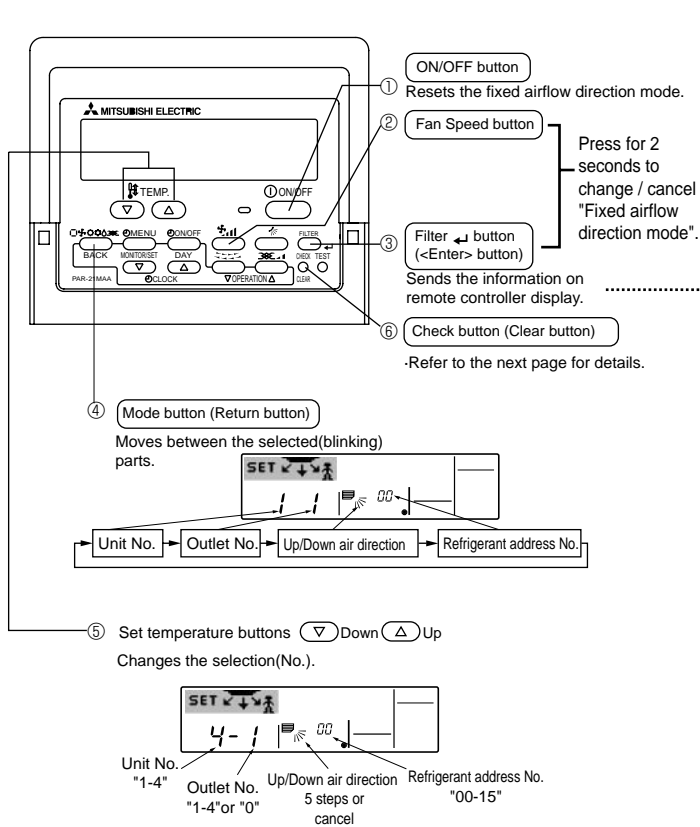 ON/OFF button
① Resets the fixed airflow direction mode.
MITSUBISHI ELECTRIC
② Fan Speed button
Press for 2
seconds to
change / cancel
"Fixed airflow
direction mode".
TEMP.
ON/OFF
③ Filter ↵ button
(<Enter> button)
MENU
ON/OFF
FILTER
BACK
MONITOR/SET
DAY
CHECK TEST
PAR-21MAA
CLOCK
▽OPERATION△
CLEAR
Sends the information on
remote controller display.
⑥ Check button (Clear button)
·Refer to the next page for details.
④ Mode button (Return button)
Moves between the selected(blinking)
parts.
SET
1 1 00
Unit No. Outlet No. Up/Down air direction Refrigerant address No.
⑤ Set temperature buttons ▽ Down △ Up
Changes the selection(No.).
SET
4- 1 00
Unit No.
"1-4"
Outlet No.
"1-4"or "0"
Up/Down air direction
5 steps or
cancel
Refrigerant address No.
"00-15"